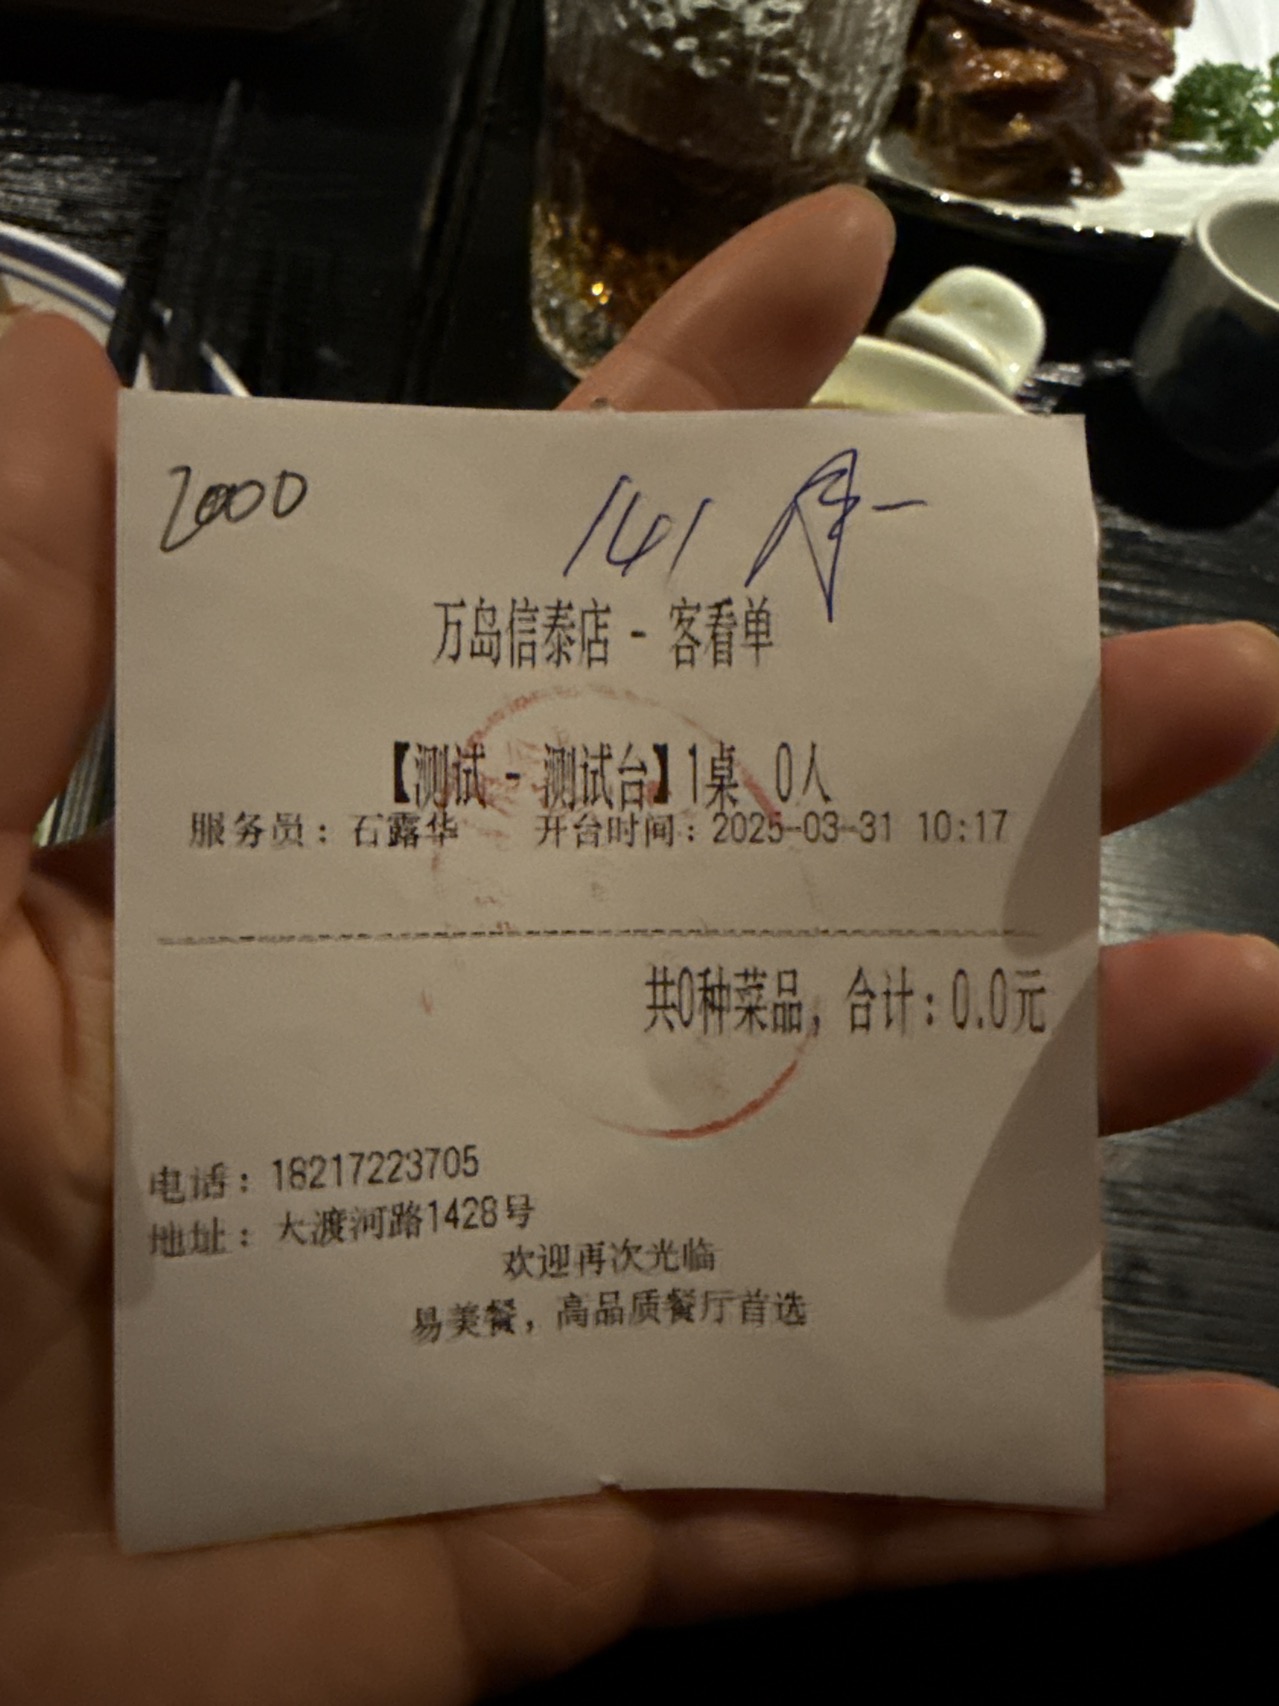 2000
141
万岛信泰店 - 客看单
【测试 - 测试台】1桌 0人
服务员：石露华 开台时间：2025-03-31 10:17
共0种菜品，合计：0.0元
电话：18217223705
地址：大渡河路1428号
欢迎再次光临
易美餐，高品质餐厅首选